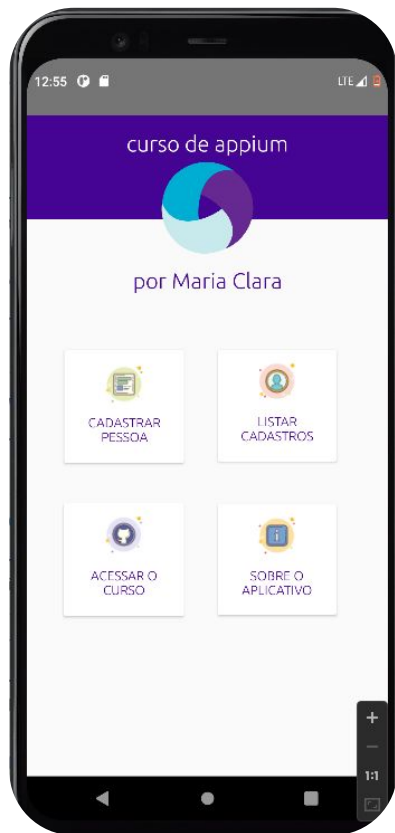 12:55
LTE
curso de appium
por Maria Clara
CADASTRAR
PESSOA
LISTAR
CADASTROS
ACESSAR O
CURSO
SOBRE O
APLICATIVO
1:1